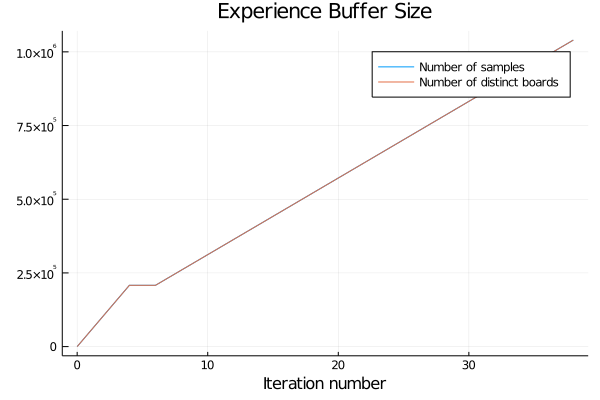 Experience Buffer Size
1.0×10⁶
Number of samples
Number of distinct boards
7.5×10⁵
5.0×10⁵
2.5×10⁵
0
0 10 20 30
Iteration number